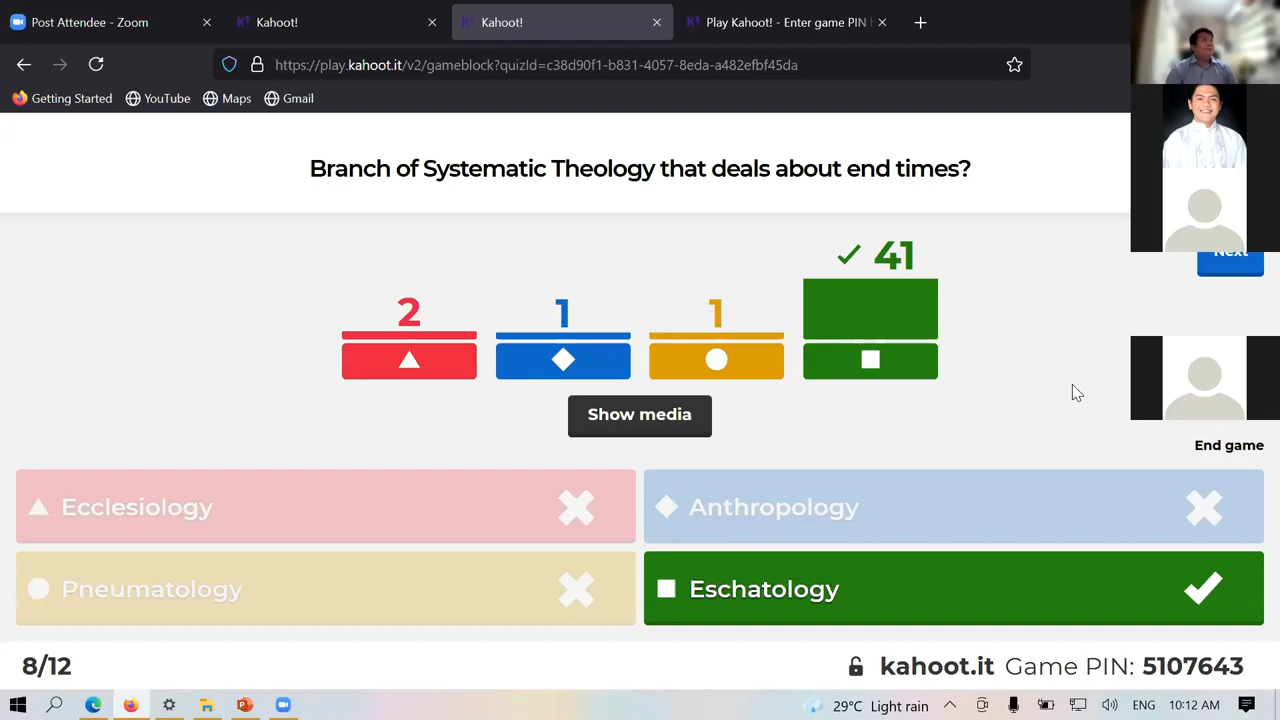 Post Attendee - Zoom
Kahoot!
Kahoot!
Play Kahoot! - Enter game PIN
https://play.kahoot.it/v2/gameblock?quizId=c38d90f1-b831-4057-8eda-a482efbf45da
Getting Started
YouTube
Maps
Gmail
Branch of Systematic Theology that deals about end times?
Next
2
1
1
41
Show media
End game
Ecclesiology
Anthropology
Pneumatology
Eschatology
8/12
kahoot.it Game PIN: 5107643
29°C Light rain
ENG
10:12 AM